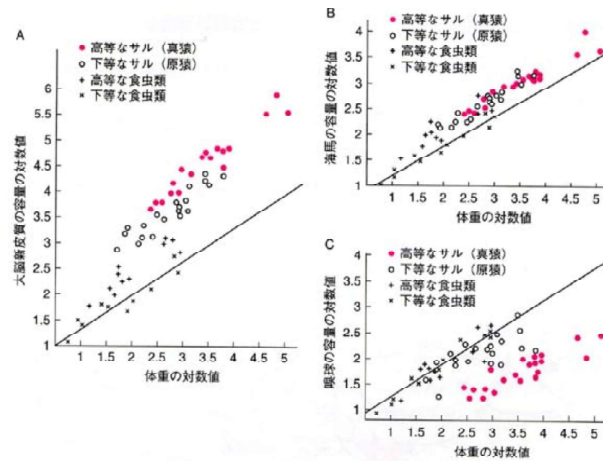 A
高等なサル（真猿）
下等なサル（原猿）
高等な食虫類
下等な食虫類
大脳新皮質の容量の対数値
6
5.5
5
4.5
4
3.5
3
2.5
2
1.5
1
1 1.5 2 2.5 3 3.5 4 4.5 5
体重の対数値
B
高等なサル（真猿）
下等なサル（原猿）
高等な食虫類
下等な食虫類
海馬の容量の対数値
4
3.5
3
2.5
2
1.5
1
1 1.5 2 2.5 3 3.5 4 4.5 5
体重の対数値
C
高等なサル（真猿）
下等なサル（原猿）
高等な食虫類
下等な食虫類
嗅球の容量の対数値
4
3.5
3
2.5
2
1.5
1
1 1.5 2 2.5 3 3.5 4 4.5 5
体重の対数値